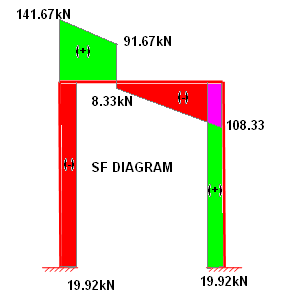 141.67kN
91.67kN
(+)
8.33kN
(-)
108.33
(-)
SF DIAGRAM
(+)
19.92kN
19.92kN